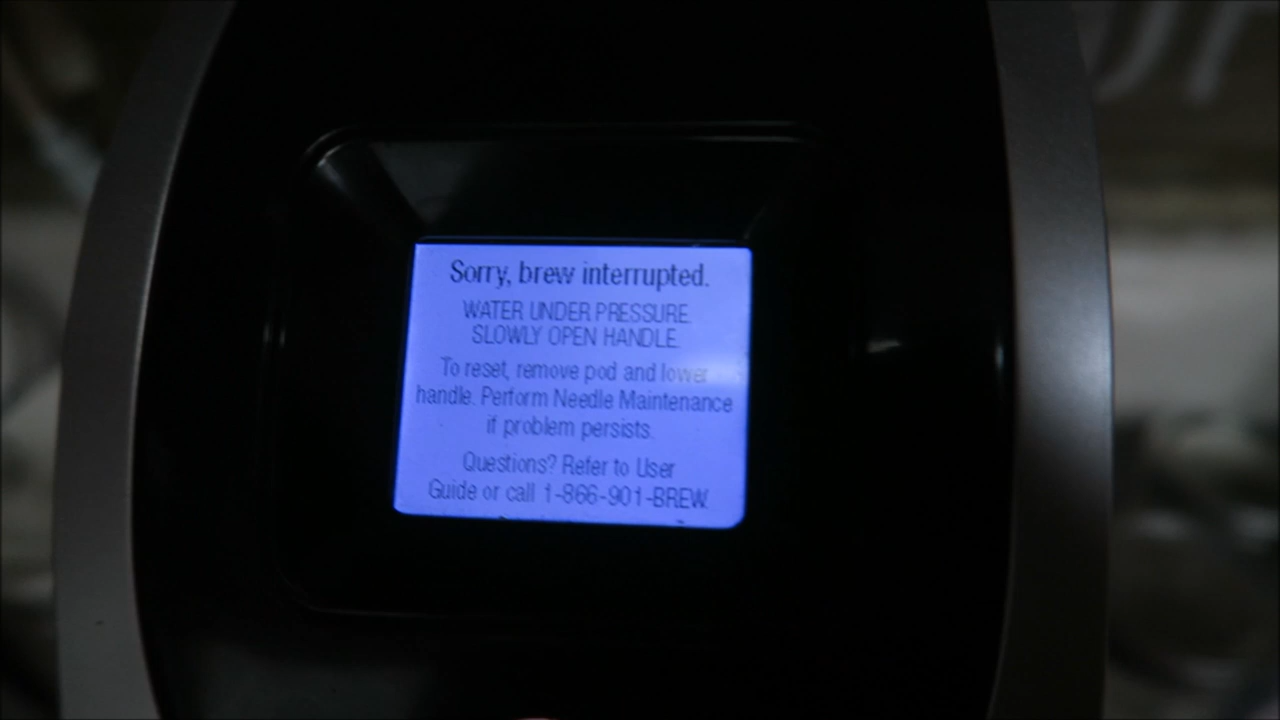 Sorry, brew interrupted.
WATER UNDER PRESSURE.
SLOWLY OPEN HANDLE.
To reset, remove pod and lower
handle. Perform Needle Maintenance
if problem persists.
Questions? Refer to User
Guide or call 1-866-901-BREW.